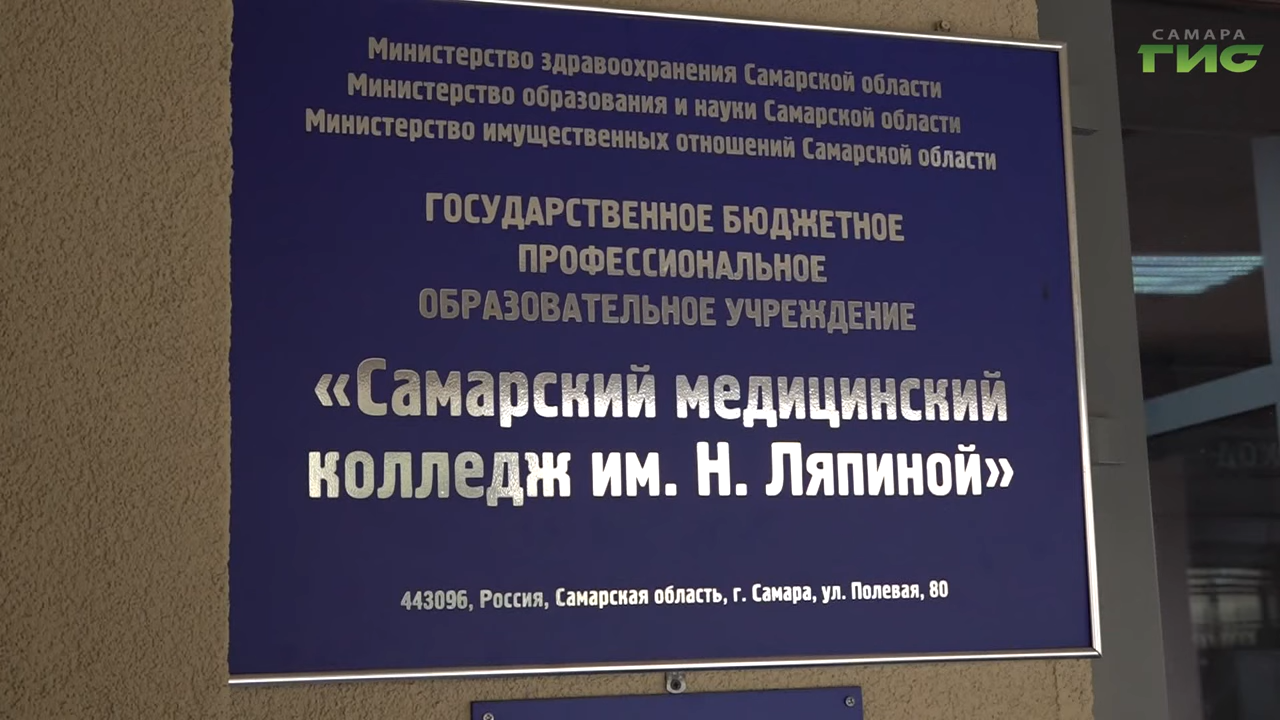 САМАРА
ГИС
Министерство здравоохранения Самарской области
Министерство образования и науки Самарской области
Министерство имущественных отношений Самарской области
ГОСУДАРСТВЕННОЕ БЮДЖЕТНОЕ
ПРОФЕССИОНАЛЬНОЕ
ОБРАЗОВАТЕЛЬНОЕ УЧРЕЖДЕНИЕ
«Самарский медицинский
колледж им. Н. Ляпиной»
443096, Россия, Самарская область, г. Самара, ул. Полевая, 80